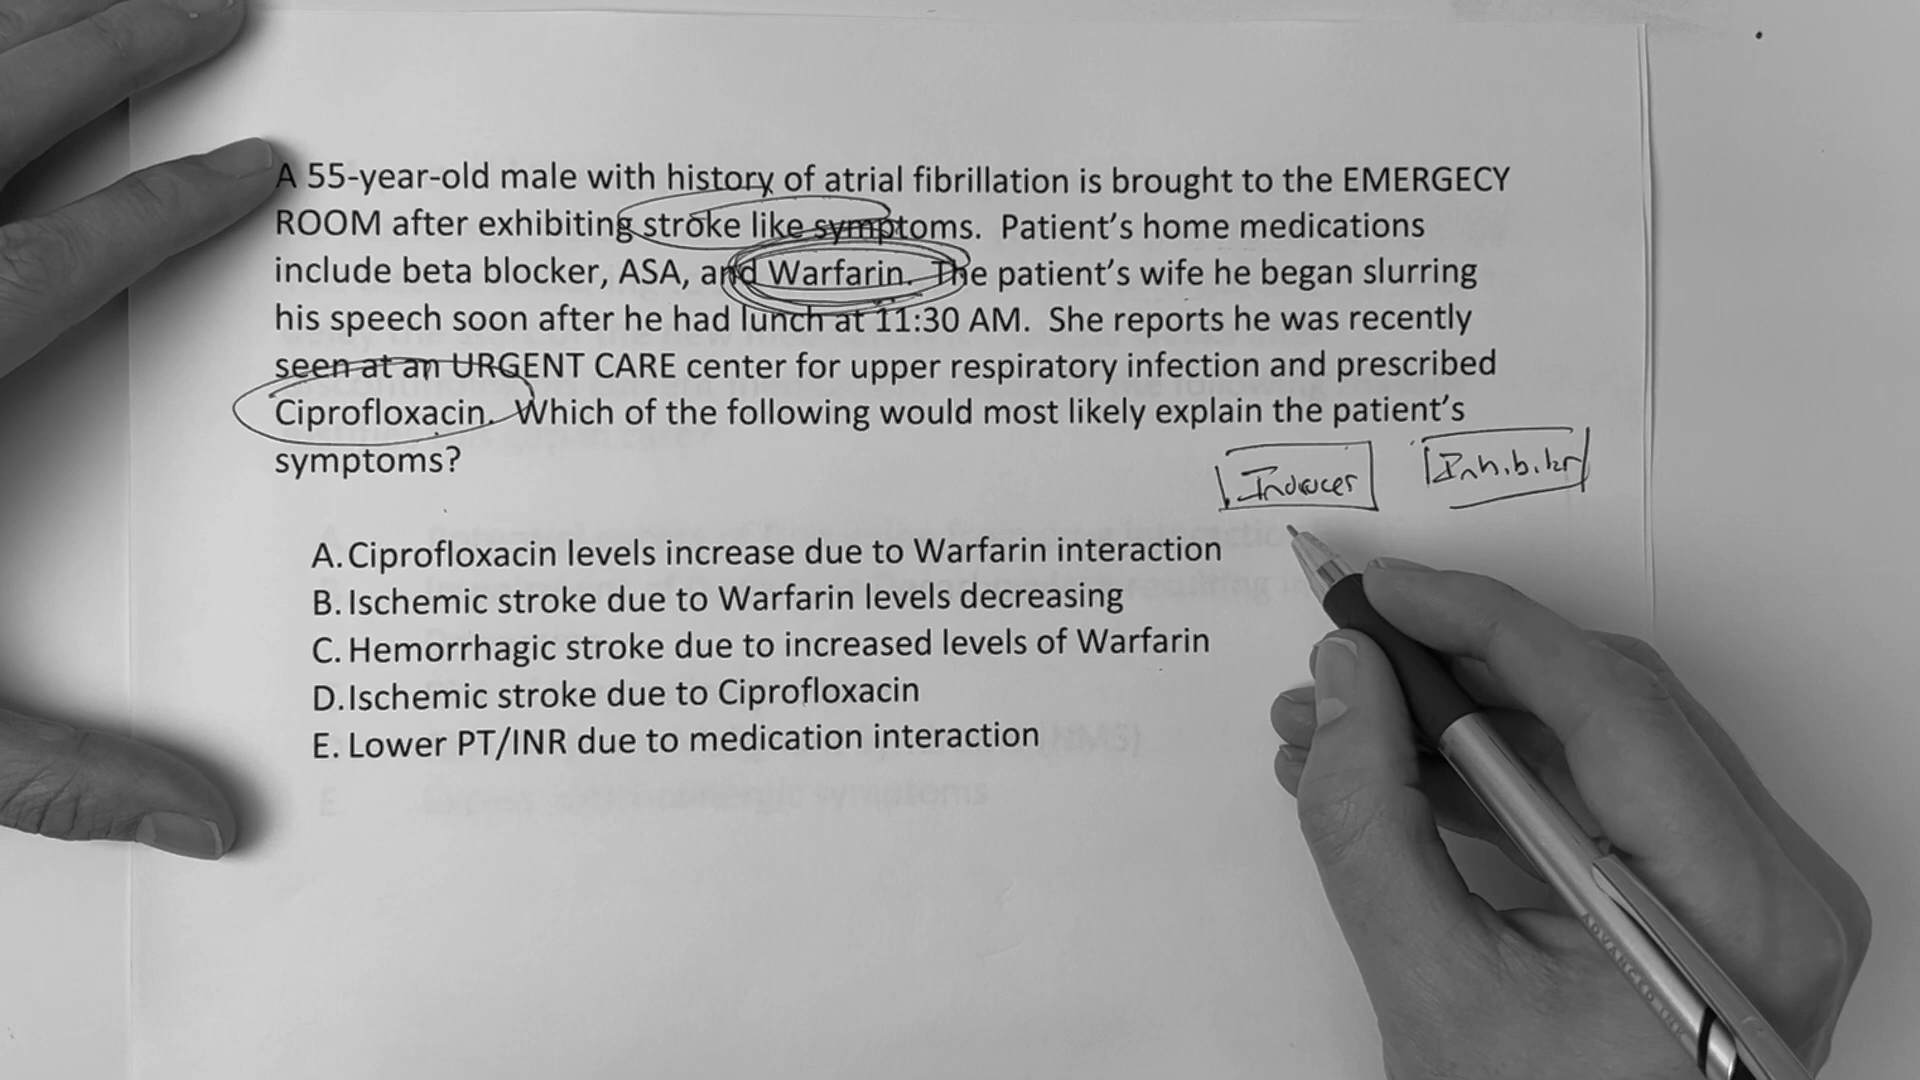 A 55-year-old male with history of atrial fibrillation is brought to the EMERGECY
ROOM after exhibiting stroke like symptoms. Patient's home medications
include beta blocker, ASA, and Warfarin. The patient's wife he began slurring
his speech soon after he had lunch at 11:30 AM. She reports he was recently
seen at an URGENT CARE center for upper respiratory infection and prescribed
Ciprofloxacin. Which of the following would most likely explain the patient's
symptoms?
Inducer Inhibitor
A. Ciprofloxacin levels increase due to Warfarin interaction
B. Ischemic stroke due to Warfarin levels decreasing
C. Hemorrhagic stroke due to increased levels of Warfarin
D. Ischemic stroke due to Ciprofloxacin
E. Lower PT/INR due to medication interaction
ADVANCED INK